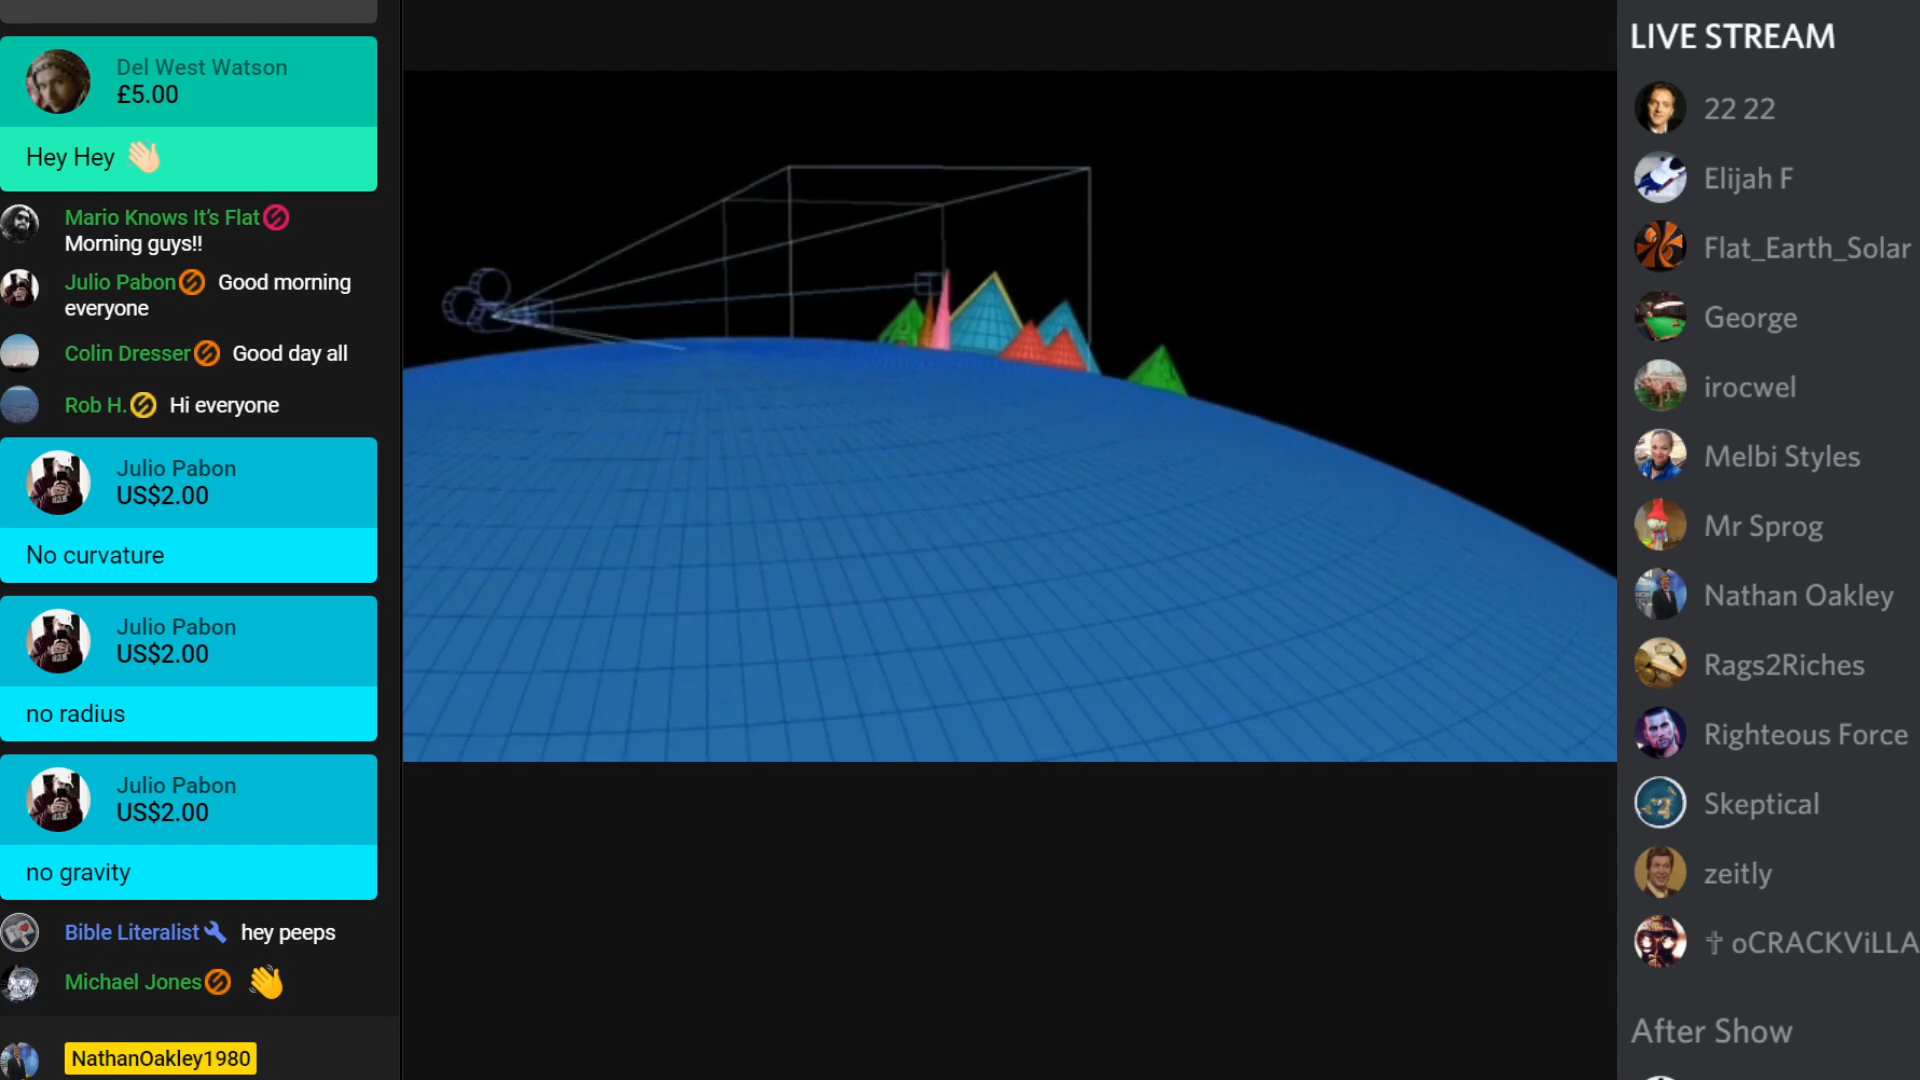 Del West Watson
£5.00
Hey Hey 👋🏻
Mario Knows It’s Flat
Morning guys!!
Julio Pabon Good morning
everyone
Colin Dresser Good day all
Rob H. Hi everyone
Julio Pabon
US$2.00
No curvature
Julio Pabon
US$2.00
no radius
Julio Pabon
US$2.00
no gravity
Bible Literalist hey peeps
Michael Jones 👋
NathanOakley1980
LIVE STREAM
22 22
Elijah F
Flat_Earth_Solar
George
irocwel
Melbi Styles
Mr Sprog
Nathan Oakley
Rags2Riches
Righteous Force
Skeptical
zeitly
✝ oCRACKViLLA
After Show